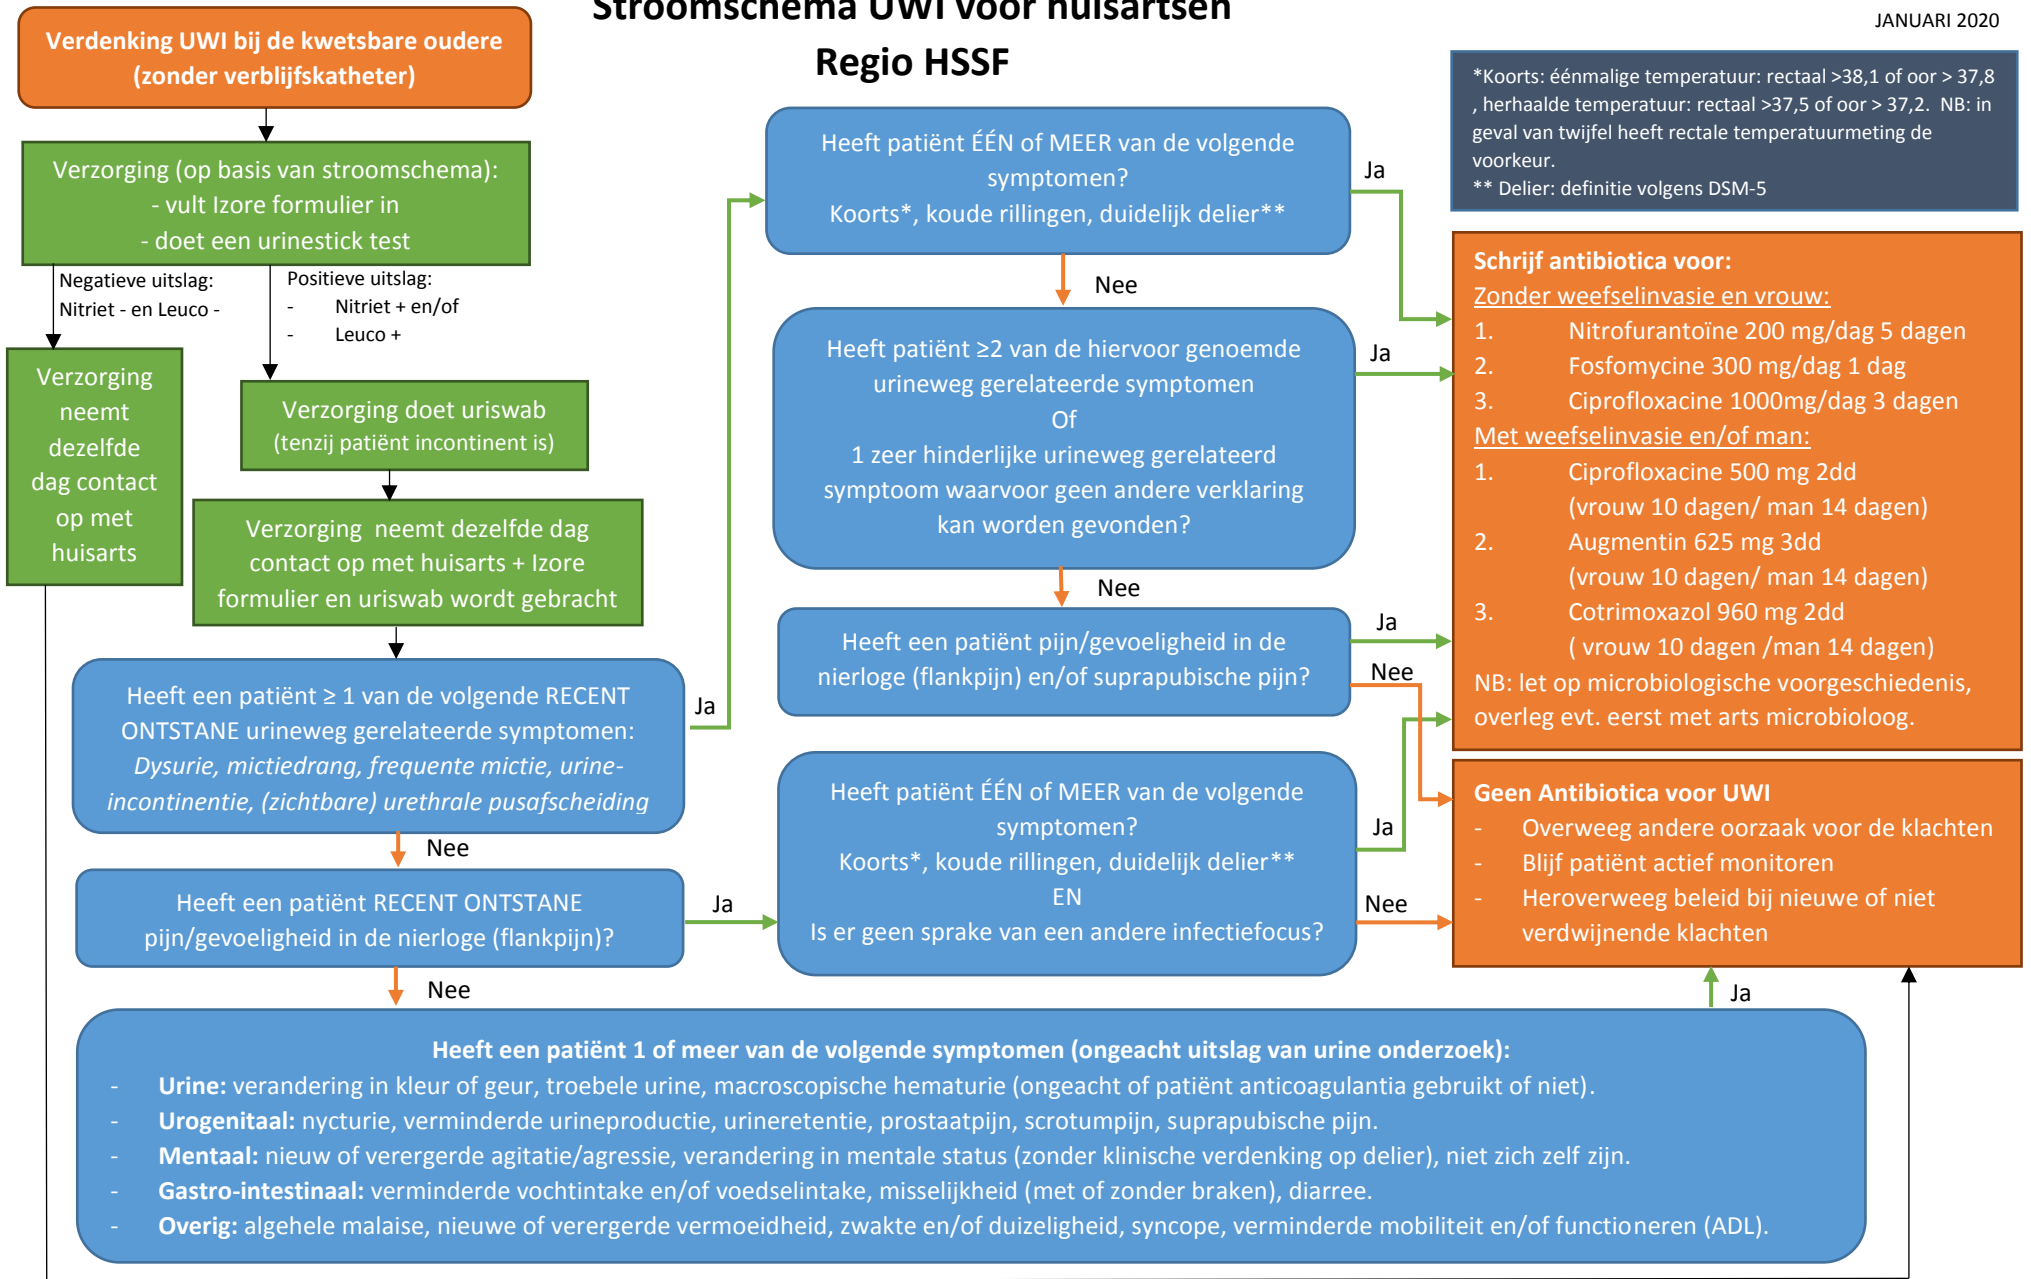 Stroomschema UWI voor huisartsen
Regio HSSF
JANUARI 2020
Verdenking UWI bij de kwetsbare oudere
(zonder verblijfskatheter)
Verzorging (op basis van stroomschema):
- vult Izore formulier in
- doet een urinestick test
Negatieve uitslag:
Nitriet - en Leuco -
Positieve uitslag:
- Nitriet + en/of
- Leuco +
Verzorging
neemt
dezelfde
dag contact
op met
huisarts
Verzorging doet uriswab
(tenzij patiënt incontinent is)
Verzorging neemt dezelfde dag
contact op met huisarts + Izore
formulier en uriswab wordt gebracht
Heeft een patiënt ≥ 1 van de volgende RECENT
ONTSTANE urineweg gerelateerde symptomen:
Dysurie, mictiedrang, frequente mictie, urine-
incontinentie, (zichtbare) urethrale pusafscheiding
Ja
Nee
Heeft een patiënt RECENT ONTSTANE
pijn/gevoeligheid in de nierloge (flankpijn)?
Ja
Nee
Heeft patiënt ÉÉN of MEER van de volgende
symptomen?
Koorts*, koude rillingen, duidelijk delier**
Ja
Nee
Heeft patiënt ≥2 van de hiervoor genoemde
urineweg gerelateerde symptomen
Of
1 zeer hinderlijke urineweg gerelateerd
symptoom waarvoor geen andere verklaring
kan worden gevonden?
Ja
Nee
Heeft een patiënt pijn/gevoeligheid in de
nierloge (flankpijn) en/of suprapubische pijn?
Ja
Nee
Heeft patiënt ÉÉN of MEER van de volgende
symptomen?
Koorts*, koude rillingen, duidelijk delier**
EN
Is er geen sprake van een andere infectiefocus?
Ja
Nee
*Koorts: éénmalige temperatuur: rectaal >38,1 of oor > 37,8
, herhaalde temperatuur: rectaal >37,5 of oor > 37,2. NB: in
geval van twijfel heeft rectale temperatuurmeting de
voorkeur.
** Delier: definitie volgens DSM-5
Schrijf antibiotica voor:
Zonder weefselinvasie en vrouw:
1. Nitrofurantoïne 200 mg/dag 5 dagen
2. Fosfomycine 300 mg/dag 1 dag
3. Ciprofloxacine 1000mg/dag 3 dagen
Met weefselinvasie en/of man:
1. Ciprofloxacine 500 mg 2dd
(vrouw 10 dagen/ man 14 dagen)
2. Augmentin 625 mg 3dd
(vrouw 10 dagen/ man 14 dagen)
3. Cotrimoxazol 960 mg 2dd
( vrouw 10 dagen /man 14 dagen)
NB: let op microbiologische voorgeschiedenis,
overleg evt. eerst met arts microbioloog.
Geen Antibiotica voor UWI
- Overweeg andere oorzaak voor de klachten
- Blijf patiënt actief monitoren
- Heroverweeg beleid bij nieuwe of niet
verdwijnende klachten
Ja
Heeft een patiënt 1 of meer van de volgende symptomen (ongeacht uitslag van urine onderzoek):
- Urine: verandering in kleur of geur, troebele urine, macroscopische hematurie (ongeacht of patiënt anticoagulantia gebruikt of niet).
- Urogenitaal: nycturie, verminderde urineproductie, urineretentie, prostaatpijn, scrotumpijn, suprapubische pijn.
- Mentaal: nieuw of verergerde agitatie/agressie, verandering in mentale status (zonder klinische verdenking op delier), niet zich zelf zijn.
- Gastro-intestinaal: verminderde vochtintake en/of voedselintake, misselijkheid (met of zonder braken), diarree.
- Overig: algehele malaise, nieuwe of verergerde vermoeidheid, zwakte en/of duizeligheid, syncope, verminderde mobiliteit en/of functioneren (ADL).